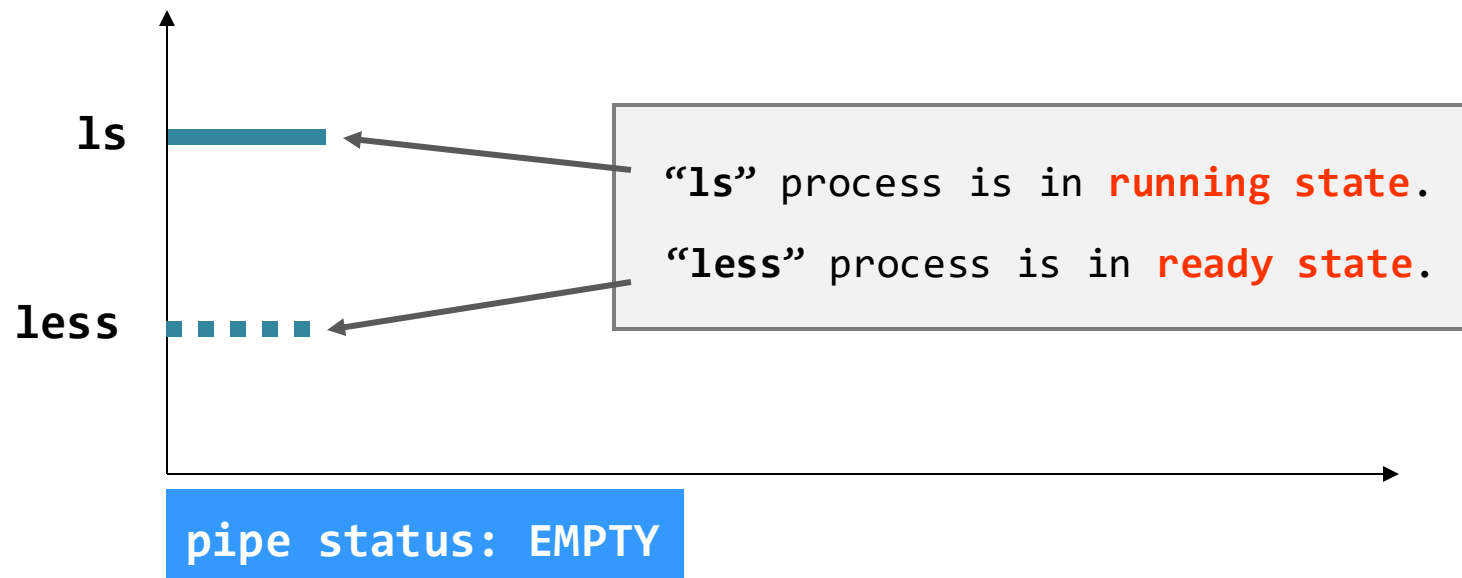 ls
“ls” process is in running state.
“less” process is in ready state.
less
pipe status: EMPTY